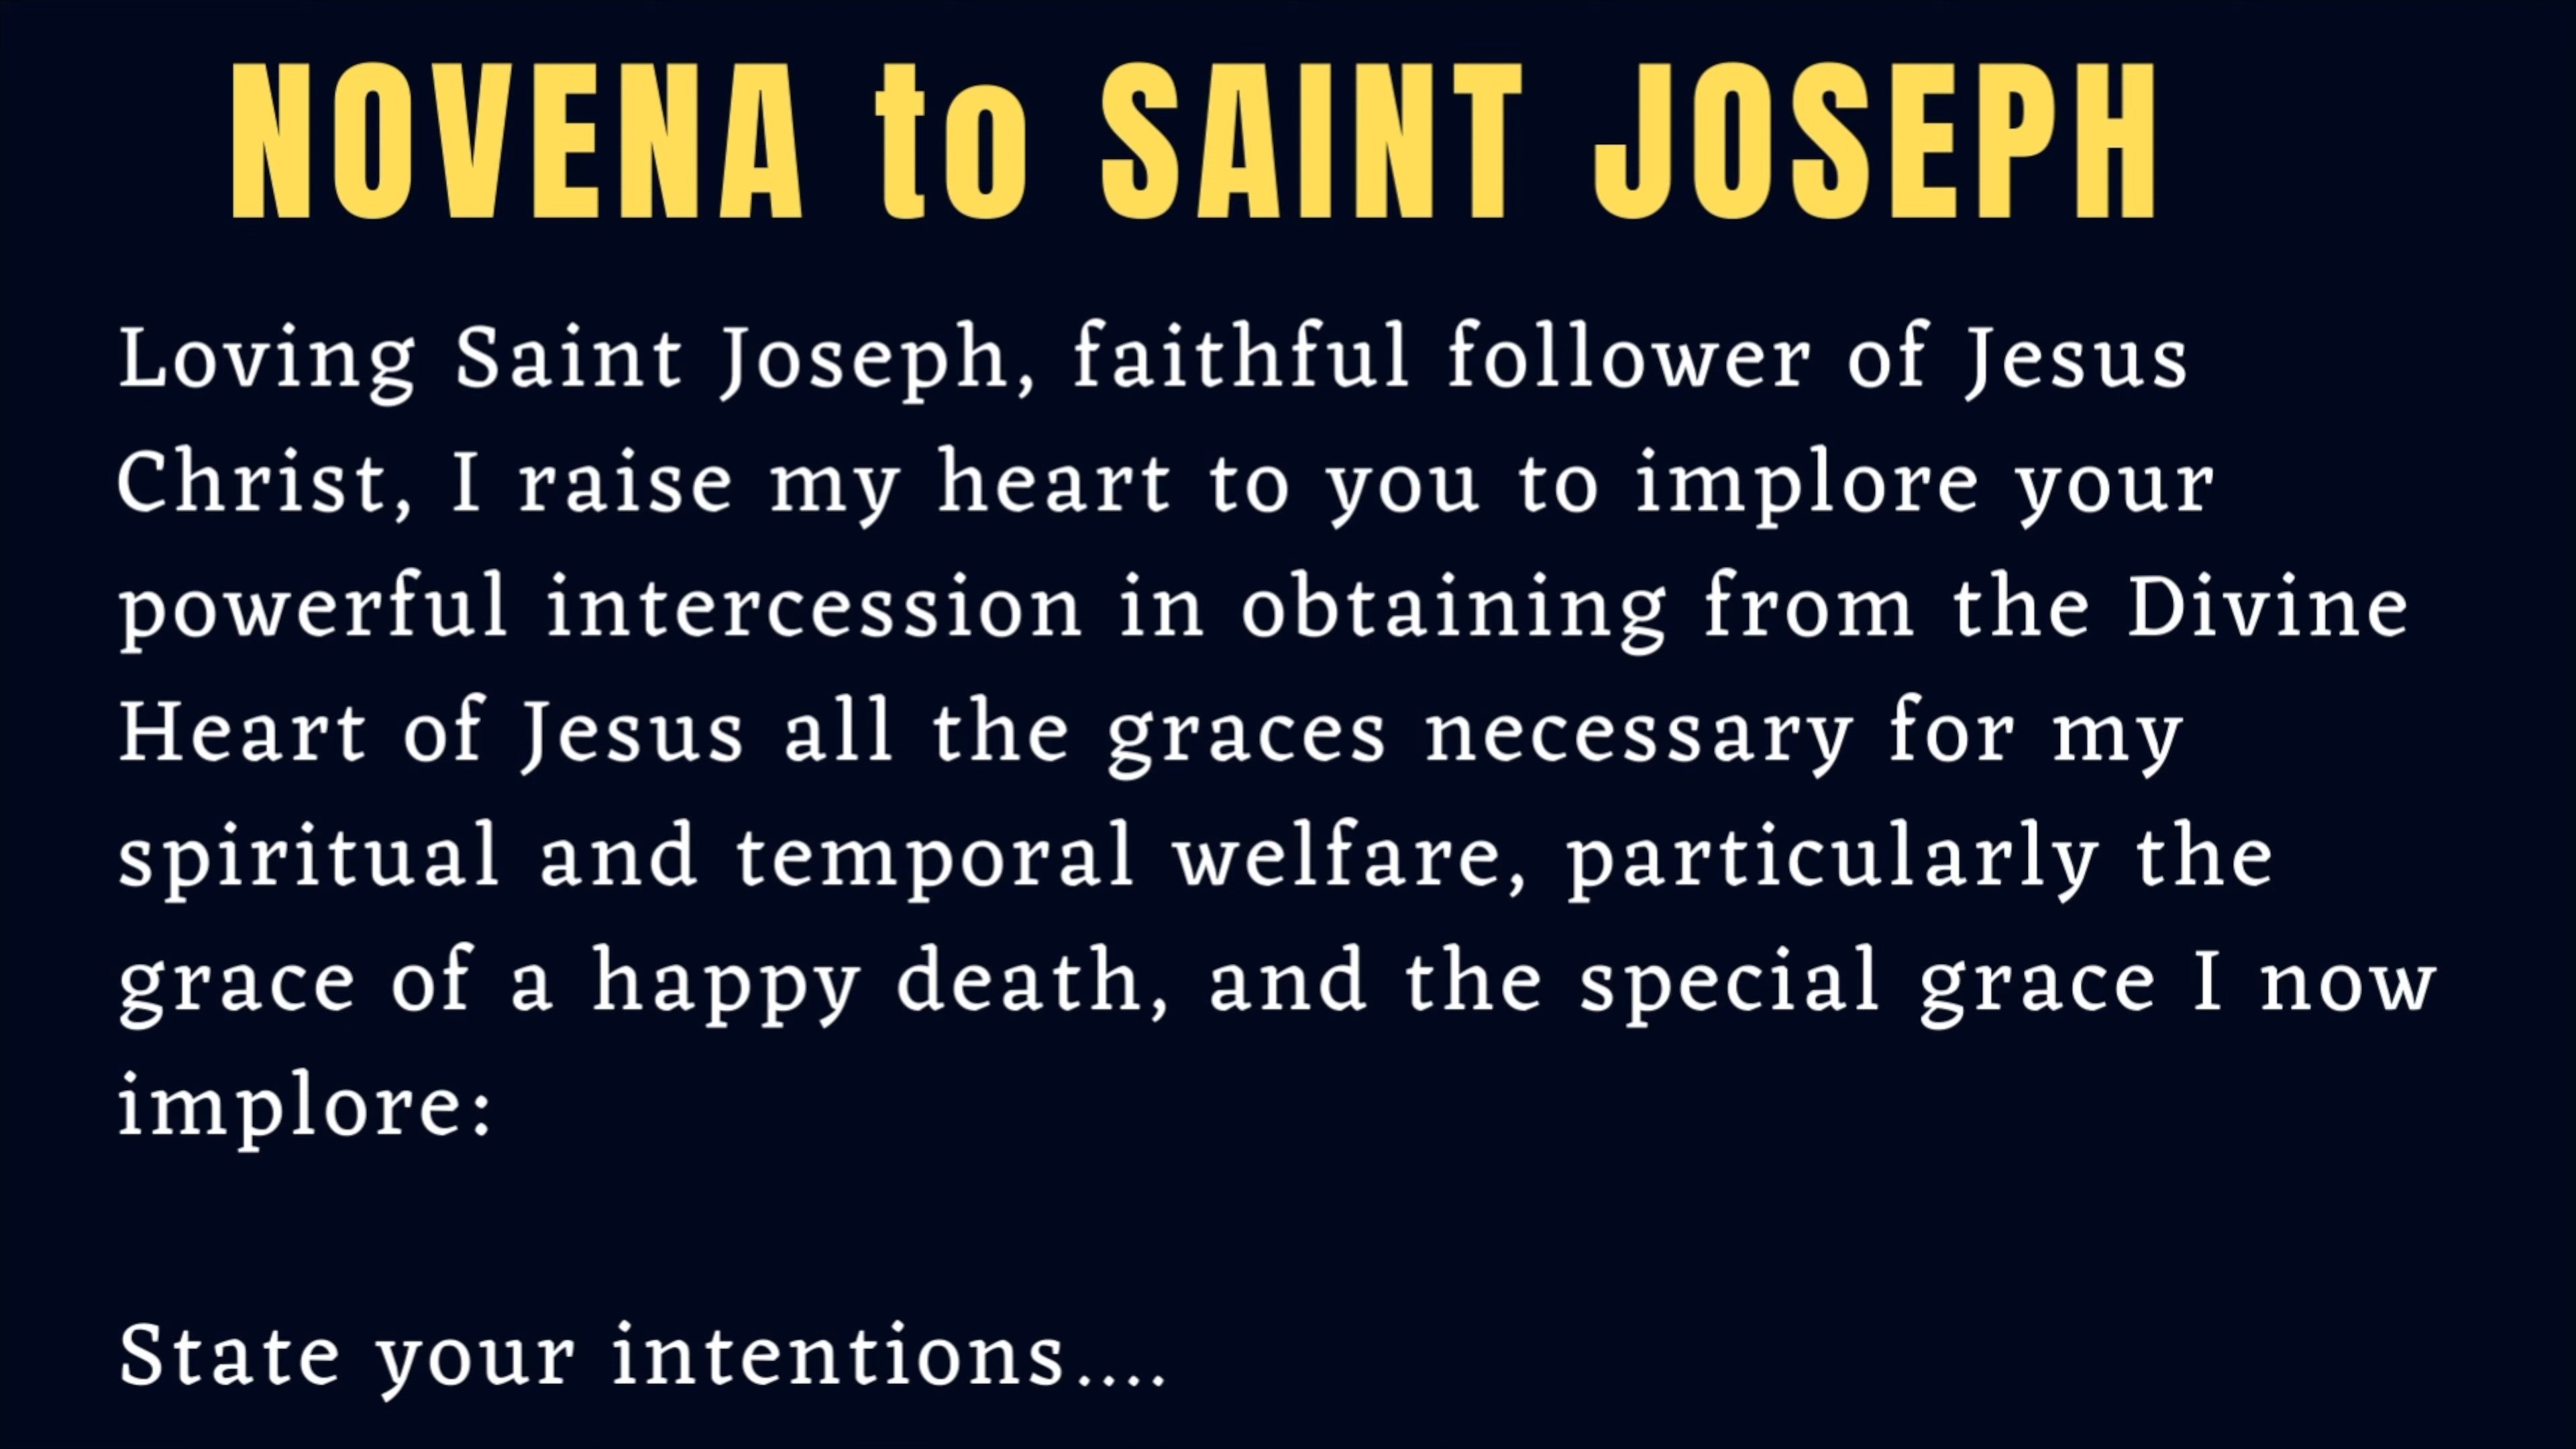 NOVENA to SAINT JOSEPH
Loving Saint Joseph, faithful follower of Jesus
Christ, I raise my heart to you to implore your
powerful intercession in obtaining from the Divine
Heart of Jesus all the graces necessary for my
spiritual and temporal welfare, particularly the
grace of a happy death, and the special grace I now
implore:
State your intentions....